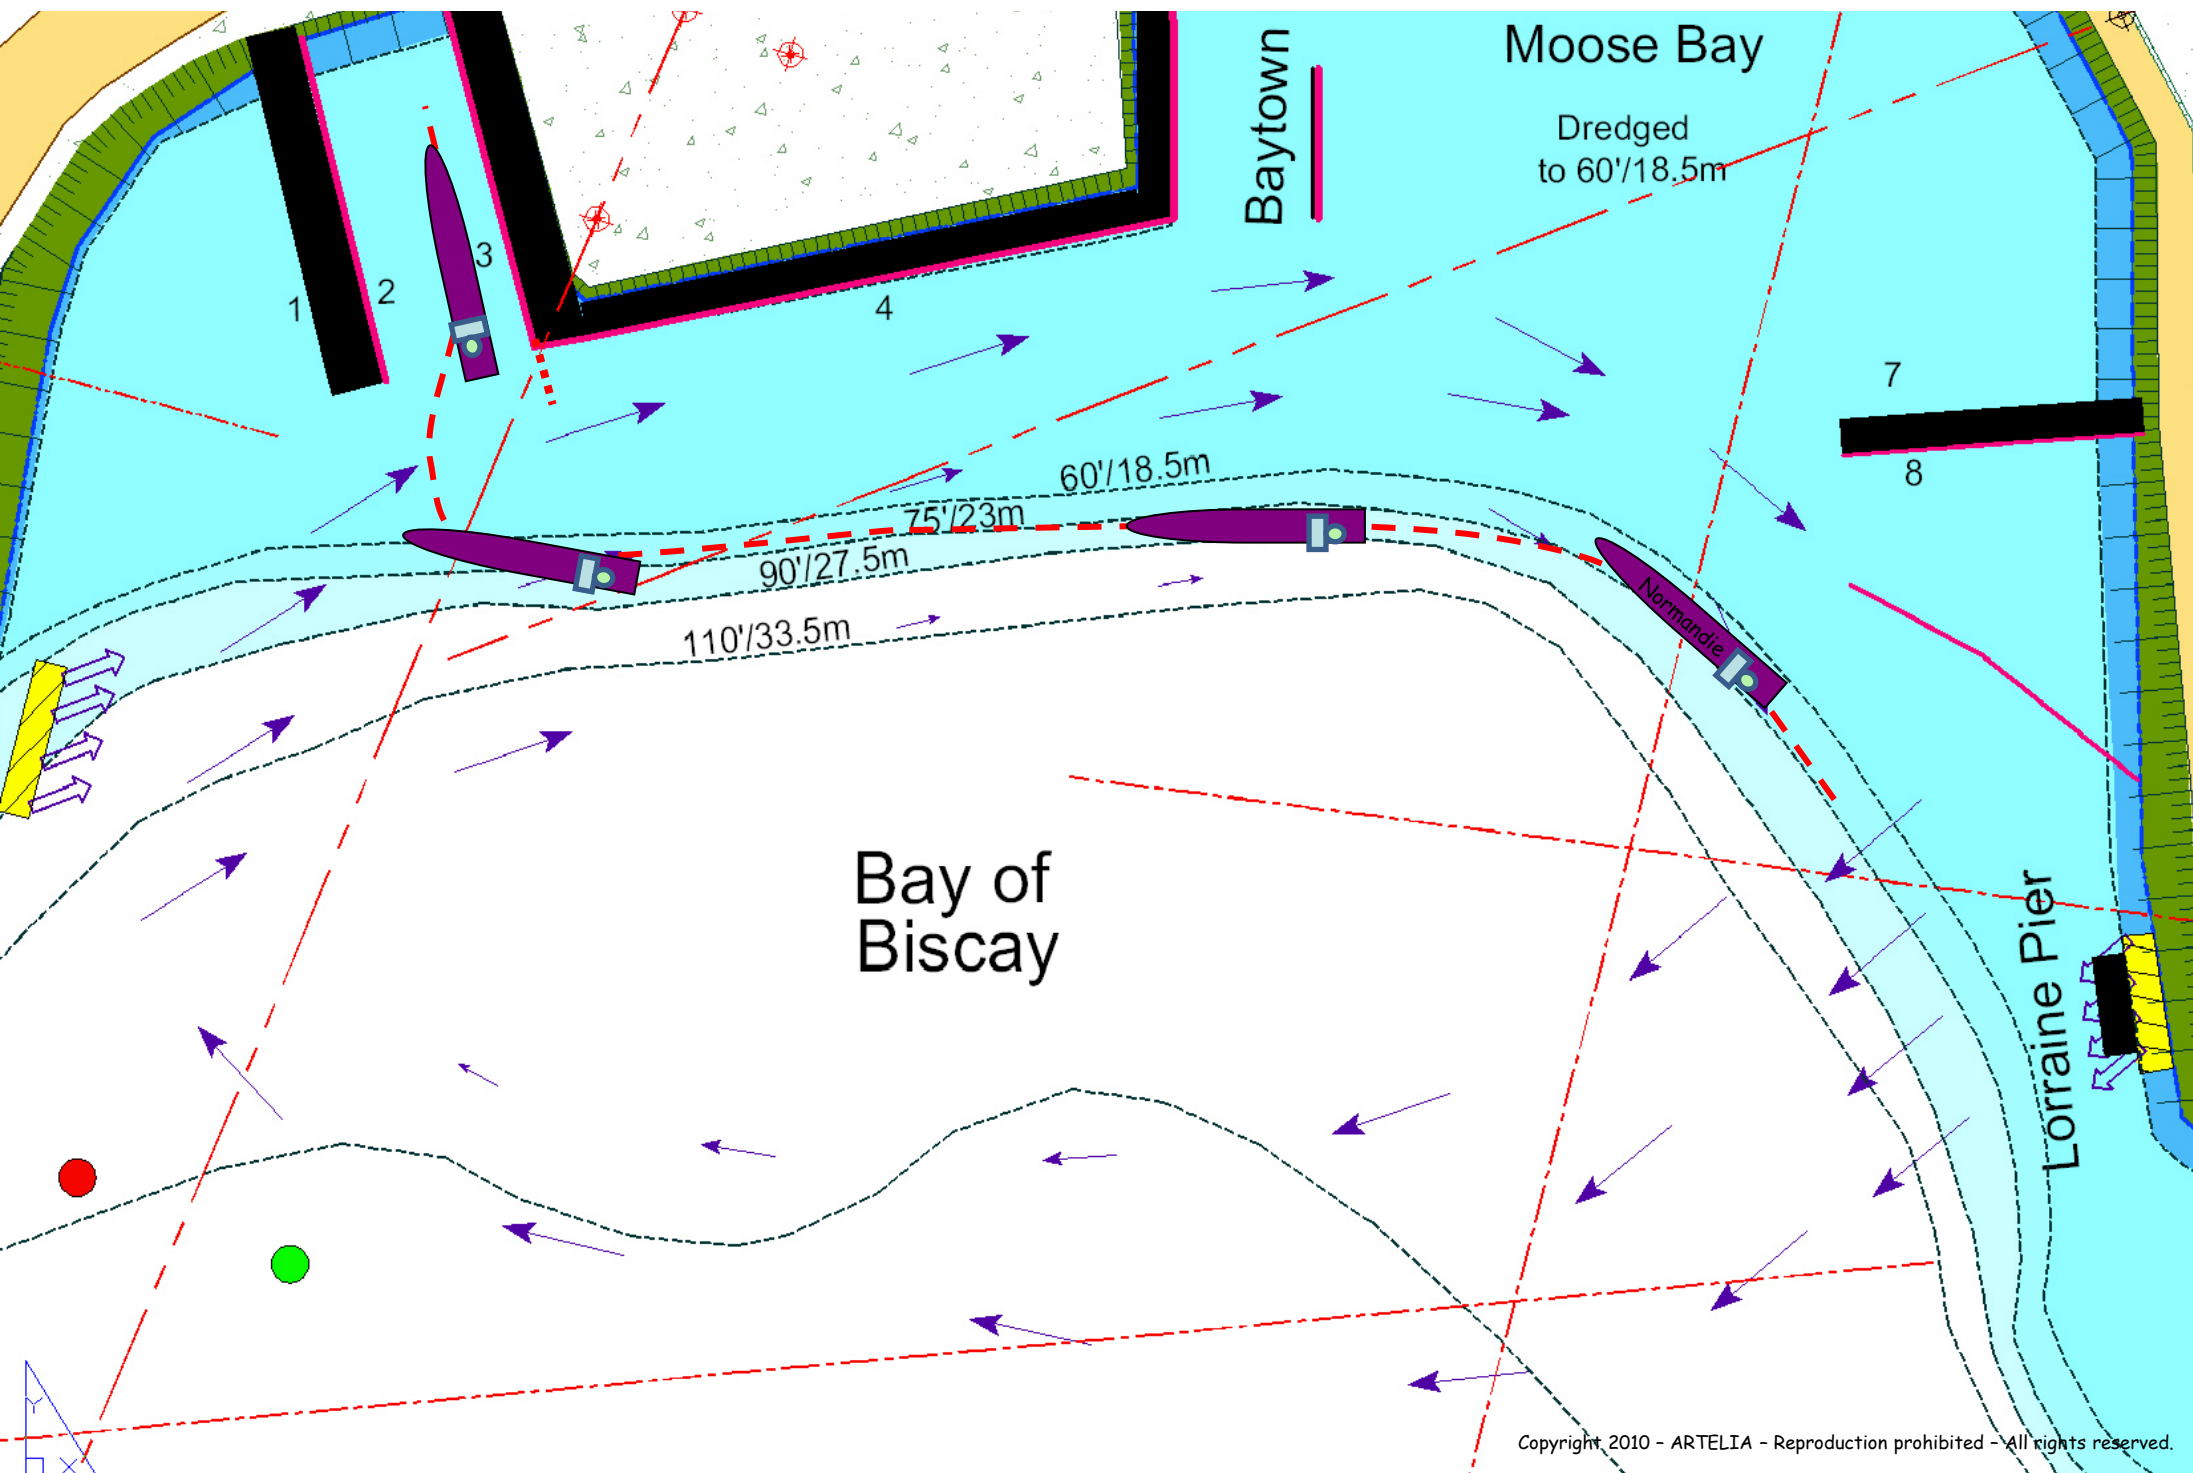 Moose Bay
Baytown
Dredged
to 60'/18.5m
3
2
1
4
7
8
60'/18.5m
75'/23m
90'/27.5m
110'/33.5m
Normandie
Bay of
Biscay
Lorraine Pier
Y
X
Copyright 2010 – ARTELIA – Reproduction prohibited – All rights reserved.